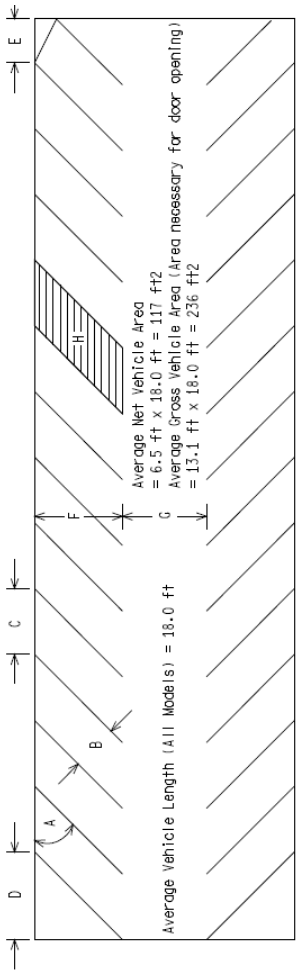 D
C
E
A
B
F
G
H
Average Vehicle Length (All Models) = 18.0 ft
Average Net Vehicle Area
= 6.5 ft x 18.0 ft = 117 ft2
Average Gross Vehicle Area (Area necessary for door opening)
= 13.1 ft x 18.0 ft = 236 ft2